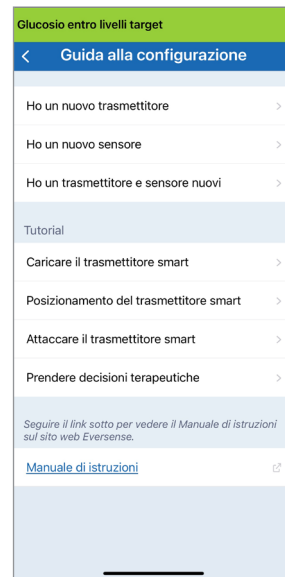 Glucosio entro livelli target
Guida alla configurazione
Ho un nuovo trasmettitore
Ho un nuovo sensore
Ho un trasmettitore e sensore nuovi
Tutorial
Caricare il trasmettitore smart
Posizionamento del trasmettitore smart
Attaccare il trasmettitore smart
Prendere decisioni terapeutiche
Seguire il link sotto per vedere il Manuale di istruzioni
sul sito web Eversense.
Manuale di istruzioni